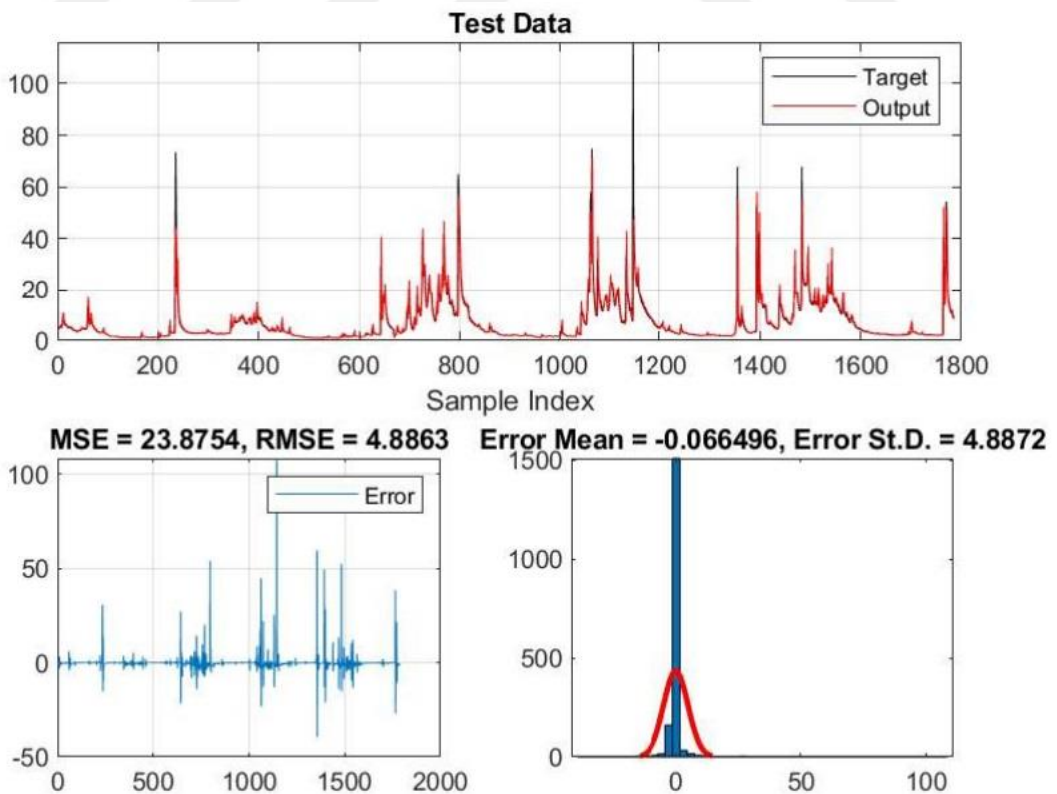 Test Data
100
80
60
40
20
0
Target
Output
0 200 400 600 800 1000 1200 1400 1600 1800
Sample Index
MSE = 23.8754, RMSE = 4.8863
Error Mean = -0.066496, Error St.D. = 4.8872
100
50
0
-50
Error
0 500 1000 1500 2000
1500
1000
500
0
0 50 100